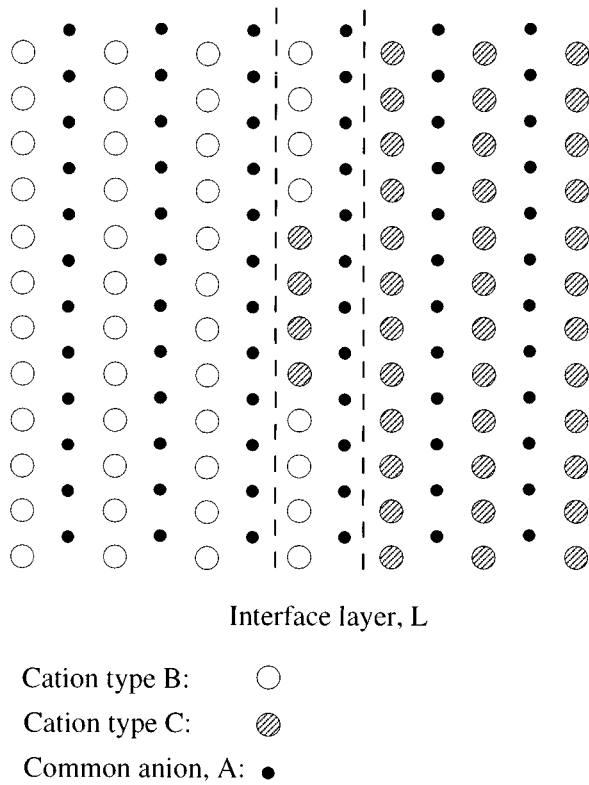 Interface layer, L
Cation type B:
Cation type C:
Common anion, A: